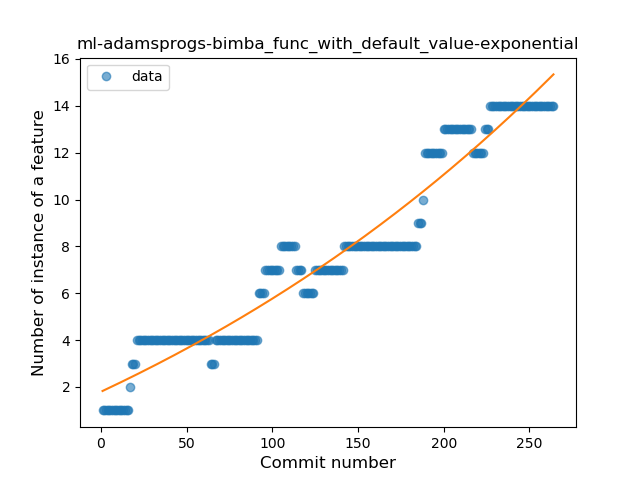 ml-adamsprogs-bimba_func_with_default_value-exponential
data
Number of instance of a feature
16
14
12
10
8
6
4
2
0 50 100 150 200 250
Commit number